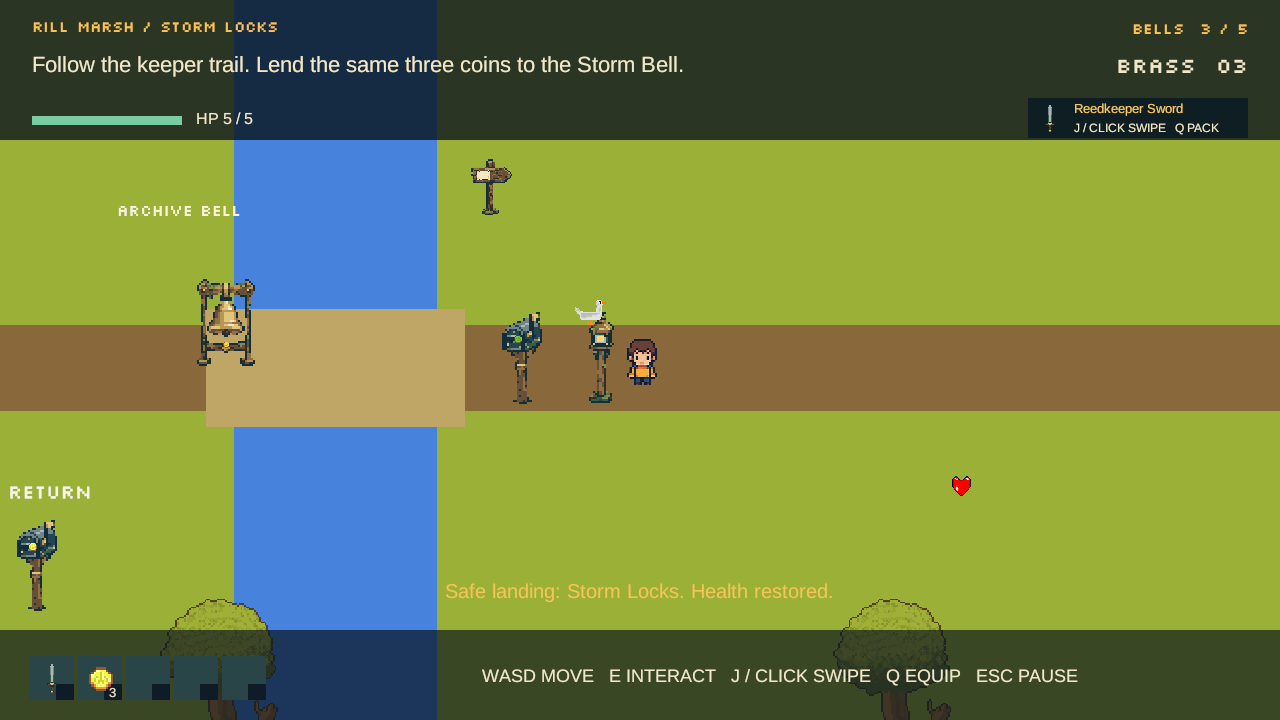 RILL MARSH / STORM LOCKS
BELLS 3 / 5
Follow the keeper trail. Lend the same three coins to the Storm Bell.
BRASS 03
HP 5 / 5
Reedkeeper Sword
J / CLICK SWIPE Q PACK
ARCHIVE BELL
RETURN
Safe landing: Storm Locks. Health restored.
3
WASD MOVE E INTERACT J / CLICK SWIPE Q EQUIP ESC PAUSE